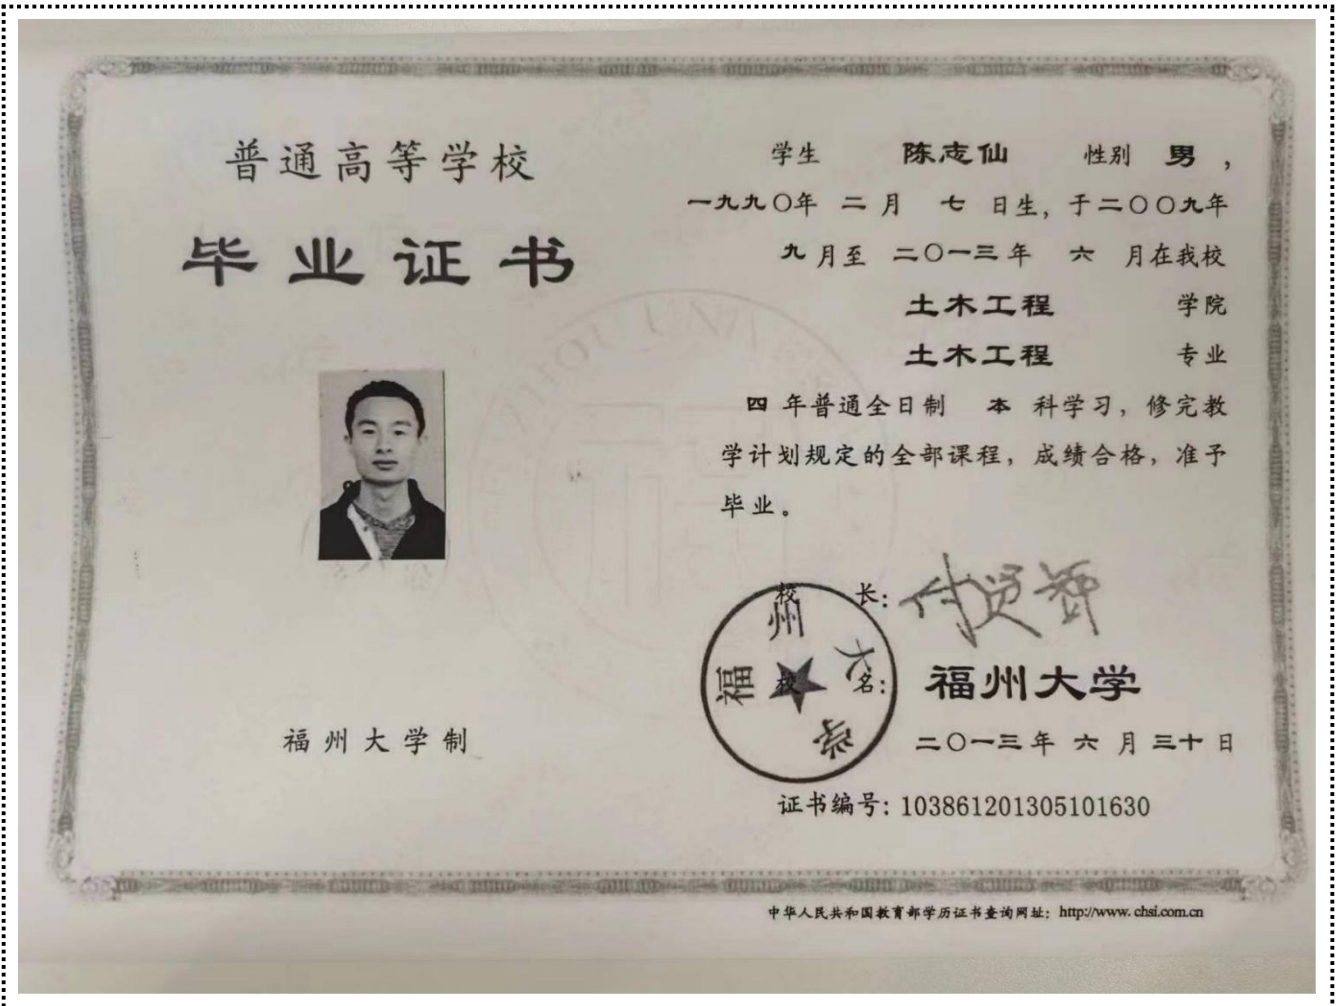 普通高等学校
毕业证书
福州大学制
学生 陈志仙 性别 男,
一九九〇年 二 月 七 日生, 于二〇〇九年
九 月至 二〇一三年 六 月在我校
土木工程 学院
土木工程 专业
四 年普通全日制 本 科学习, 修完教
学计划规定的全部课程, 成绩合格, 准予
毕业。
校 长:
校 名: 福州大学
福州大学
二〇一三年 六 月 三十 日
证书编号: 103861201305101630
中华人民共和国教育部学历证书查询网址: http://www.chsi.com.cn